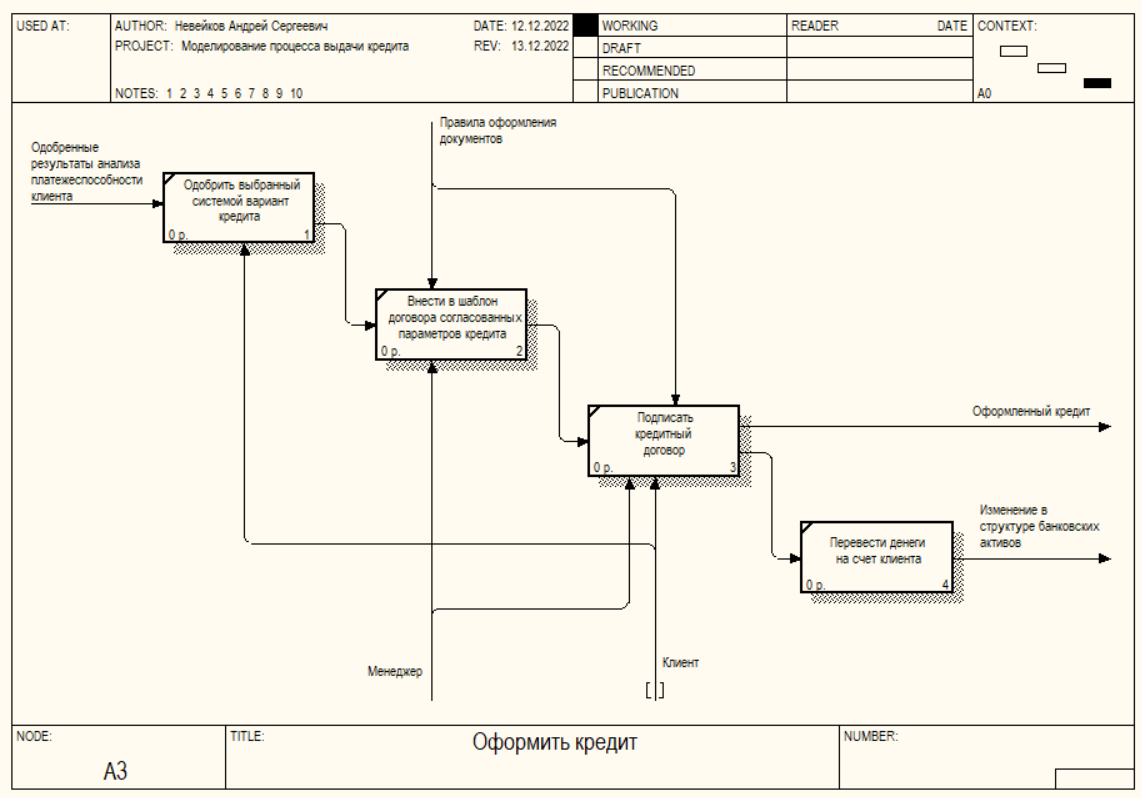 USED AT:
AUTHOR: Невейков Андрей Сергеевич
DATE: 12.12.2022
PROJECT: Моделирование процесса выдачи кредита
REV: 13.12.2022
NOTES: 1 2 3 4 5 6 7 8 9 10
WORKING
DRAFT
RECOMMENDED
PUBLICATION
READER
DATE
CONTEXT:
A0
Правила оформления
документов
Одобренные
результаты анализа
платежеспособности
клиента
Одобрить выбранный
системой вариант
кредита
0 р.
1
Внести в шаблон
договора согласованных
параметров кредита
0 р.
2
Подписать
кредитный
договор
0 р.
3
Оформленный кредит
Изменение в
структуре банковских
активов
Перевести денеги
на счет клиента
0 р.
4
Менеджер
Клиент
NODE:
A3
TITLE:
Оформить кредит
NUMBER: